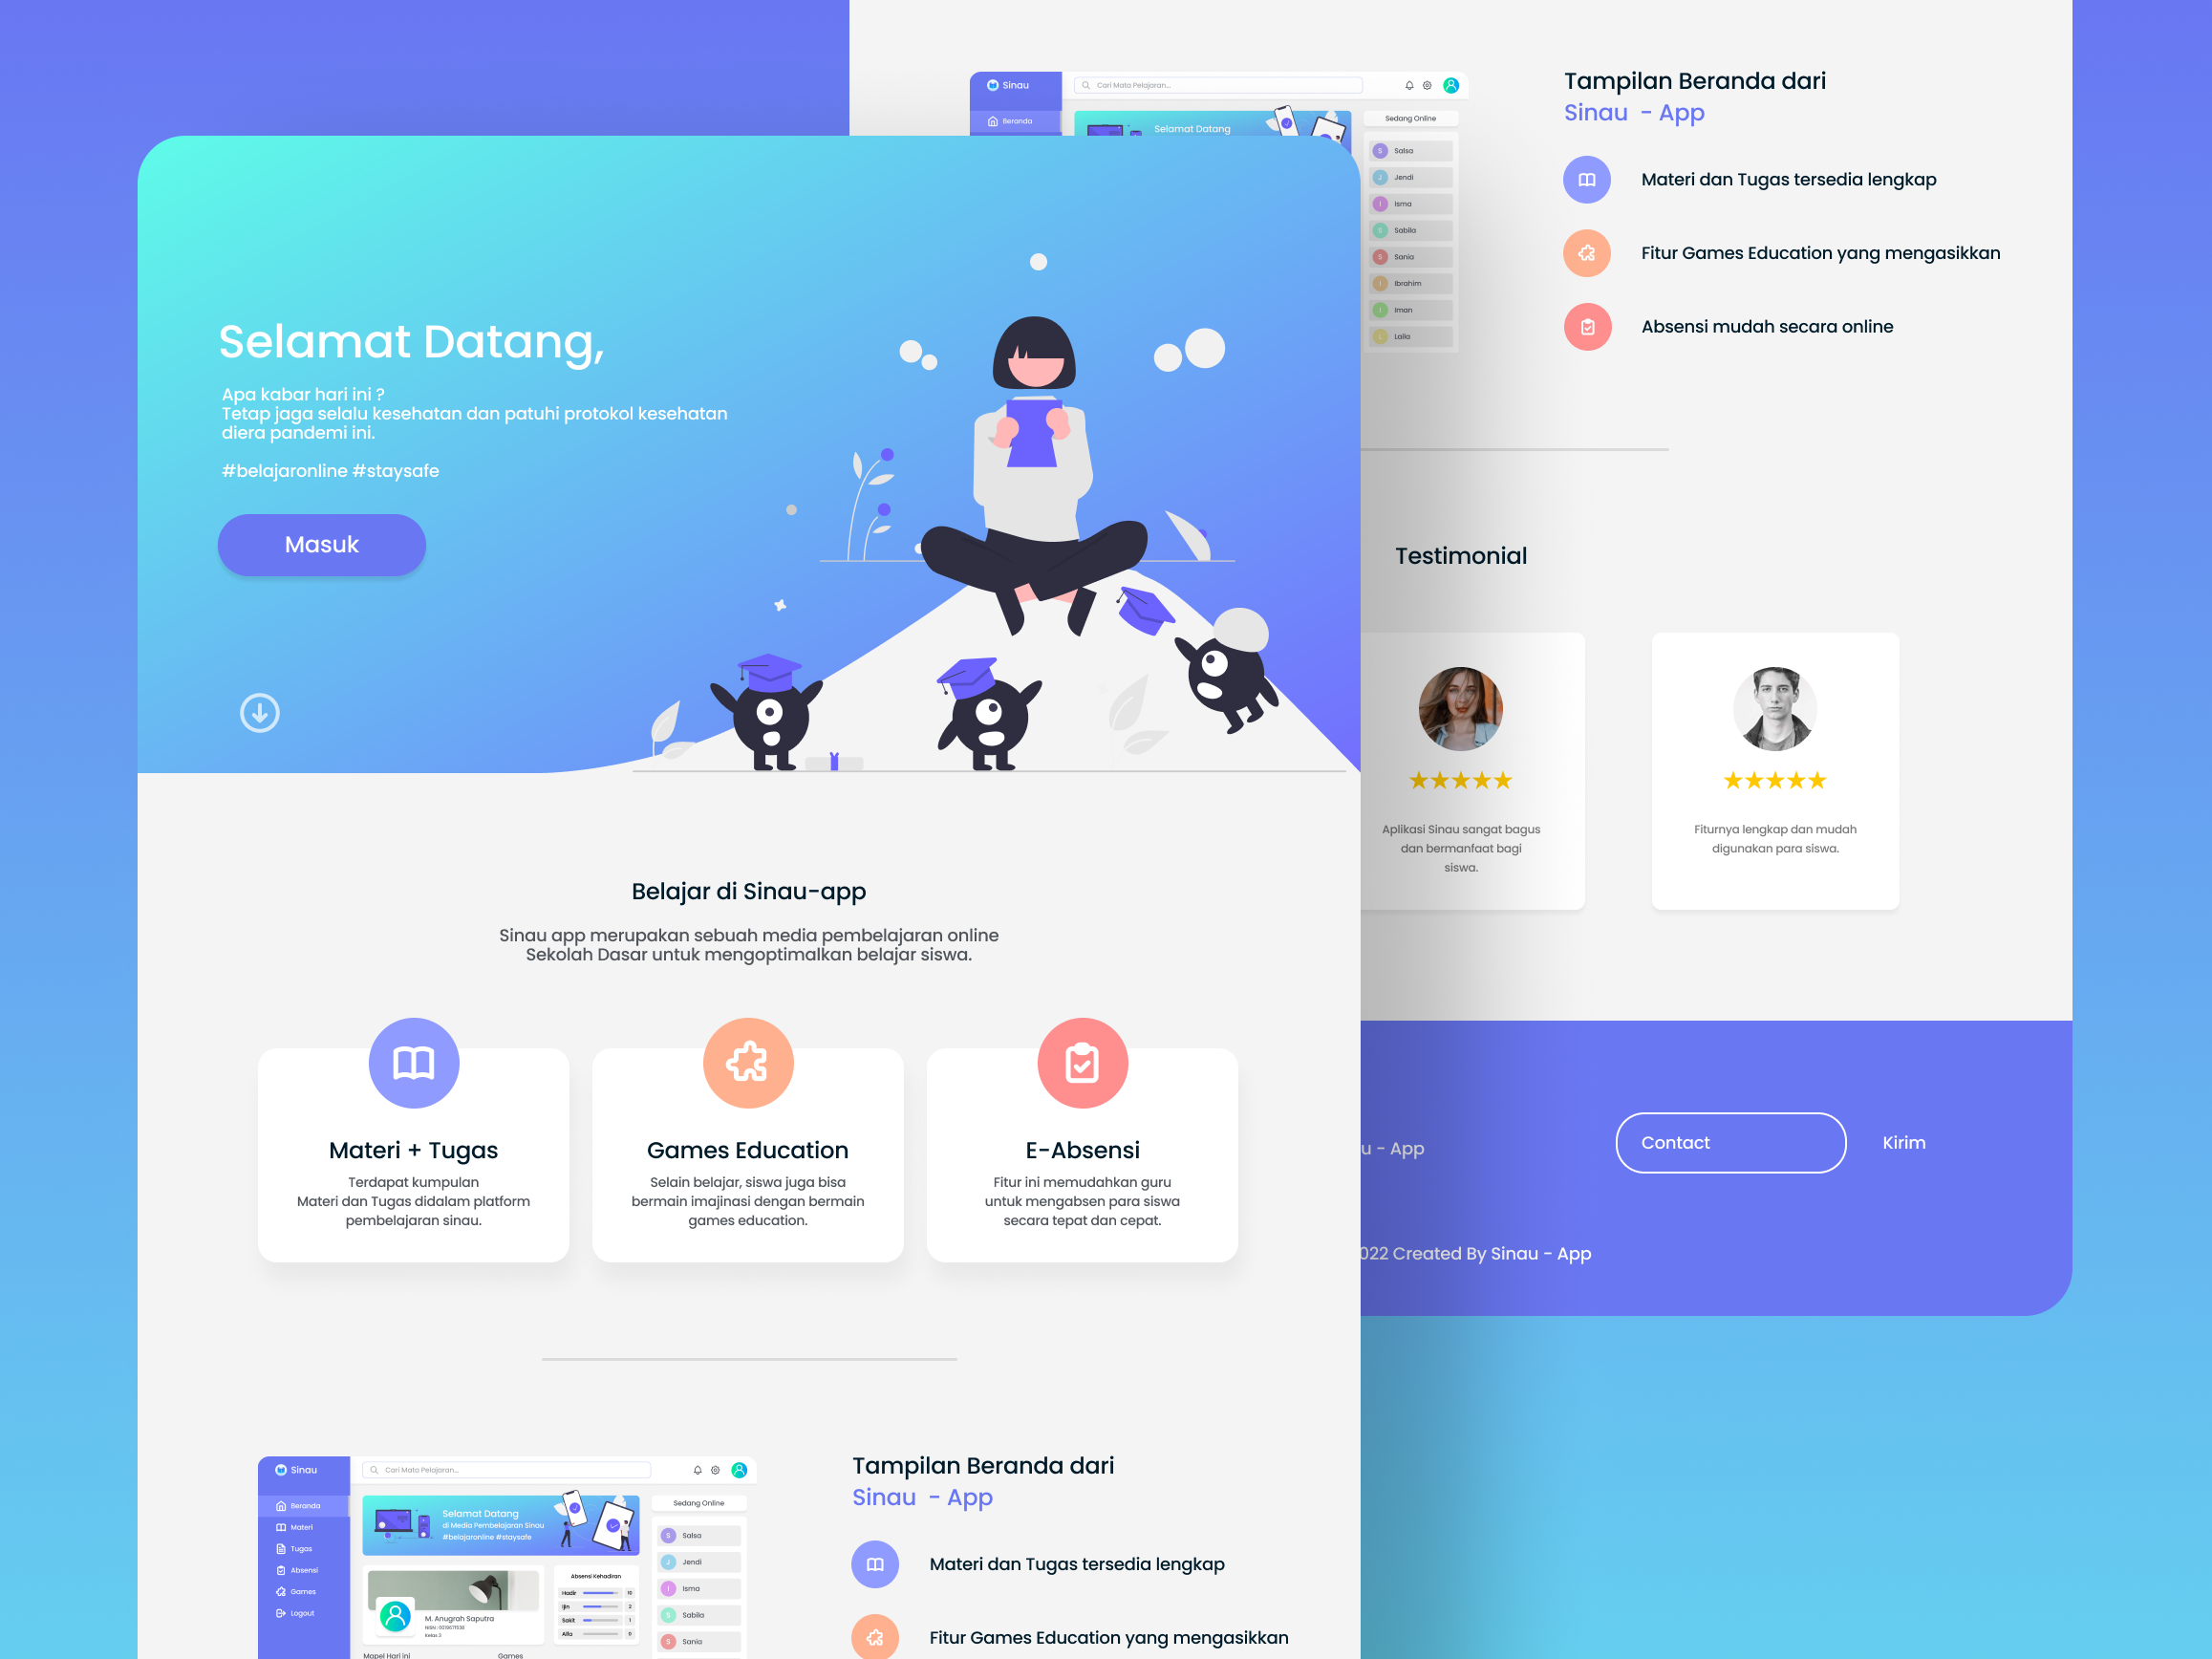 Sinau
Cari Mata Pelajaran...
Beranda
Selamat Datang
Sedang Online
Salsa
Jendi
Isma
Sabila
Sania
Ibrahim
Iman
Laila
Tampilan Beranda dari
Sinau - App
Materi dan Tugas tersedia lengkap
Fitur Games Education yang mengasikkan
Absensi mudah secara online
Testimonial
Aplikasi Sinau sangat bagus
dan bermanfaat bagi
siswa.
Fiturnya lengkap dan mudah
digunakan para siswa.
u - App
Contact
Kirim
022 Created By Sinau - App
Selamat Datang,
Apa kabar hari ini ?
Tetap jaga selalu kesehatan dan patuhi protokol kesehatan
diera pandemi ini.
#belajaronline #staysafe
Masuk
Belajar di Sinau-app
Sinau app merupakan sebuah media pembelajaran online
Sekolah Dasar untuk mengoptimalkan belajar siswa.
Materi + Tugas
Terdapat kumpulan
Materi dan Tugas didalam platform
pembelajaran sinau.
Games Education
Selain belajar, siswa juga bisa
bermain imajinasi dengan bermain
games education.
E-Absensi
Fitur ini memudahkan guru
untuk mengabsen para siswa
secara tepat dan cepat.
Sinau
Cari Mata Pelajaran...
Beranda
Materi
Tugas
Absensi
Games
Logout
Selamat Datang
di Media Pembelajaran Sinau
#belajaronline #staysafe
M. Anugrah Saputra
Kelas 3
Absensi Kehadiran
Hadir 10
Ijin 2
Sakit 1
Alfa 0
Mapel Hari ini
Games
Sedang Online
S Salsa
J Jendi
I Isma
S Sabila
S Sania
Tampilan Beranda dari
Sinau - App
Materi dan Tugas tersedia lengkap
Fitur Games Education yang mengasikkan